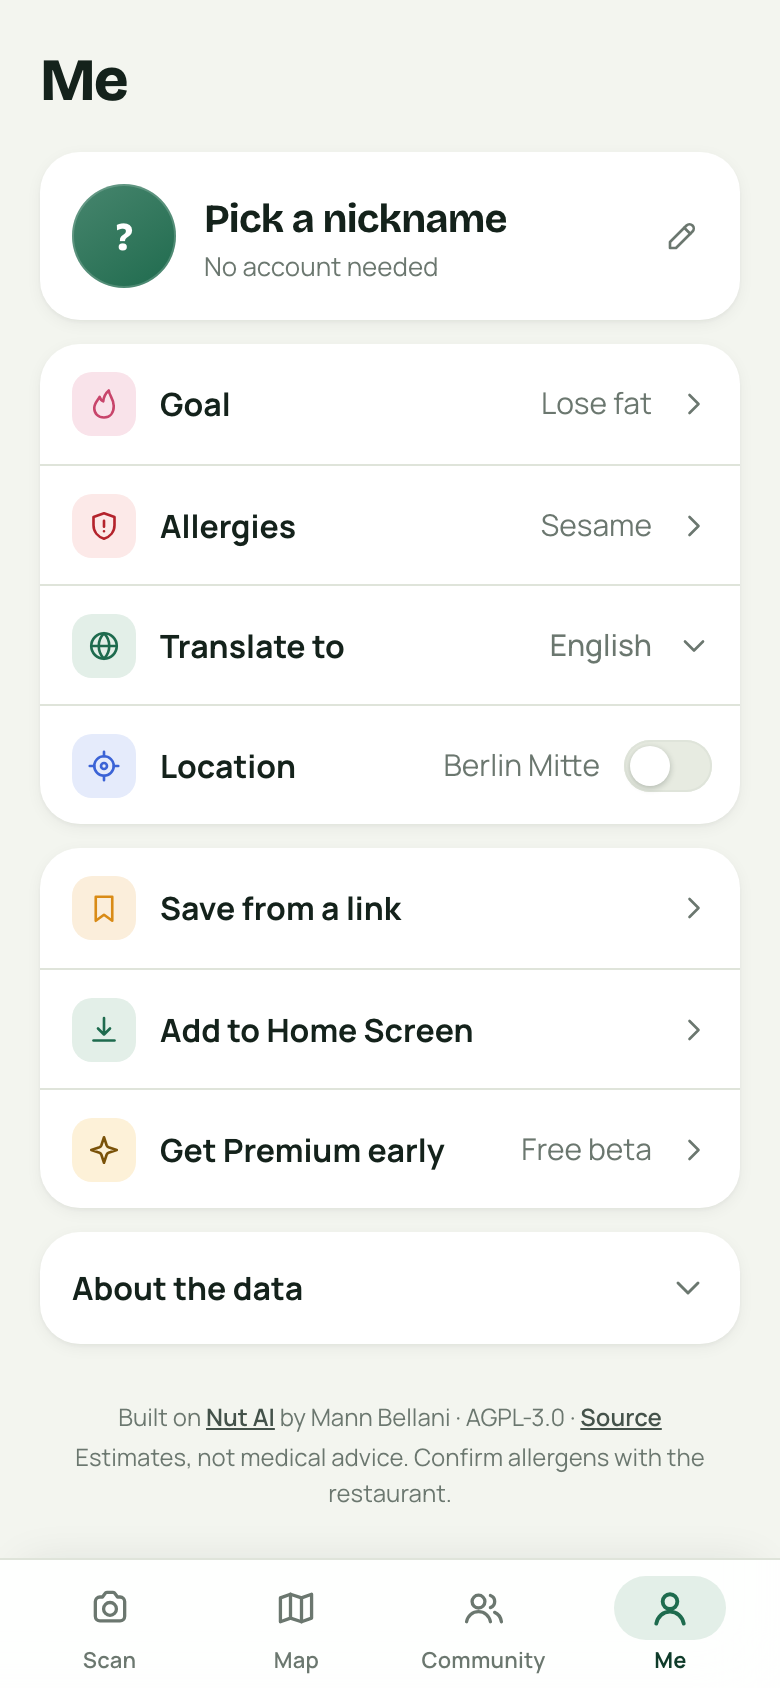 Me
?
Pick a nickname
No account needed
Goal
Lose fat
Allergies
Sesame
Translate to
English
Location
Berlin Mitte
Save from a link
Add to Home Screen
Get Premium early
Free beta
About the data
Built on Nut AI by Mann Bellani · AGPL-3.0 · Source
Estimates, not medical advice. Confirm allergens with the
restaurant.
Scan
Map
Community
Me